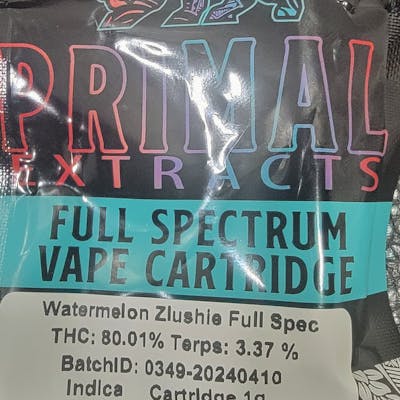 PRIMAL
EXTRACTS
FULL SPECTRUM
VAPE CARTRIDGE
Watermelon Zlushie Full Spec
THC: 80.01% Terps: 3.37 %
BatchID: 0349-20240410
Indica Cartridge 1g